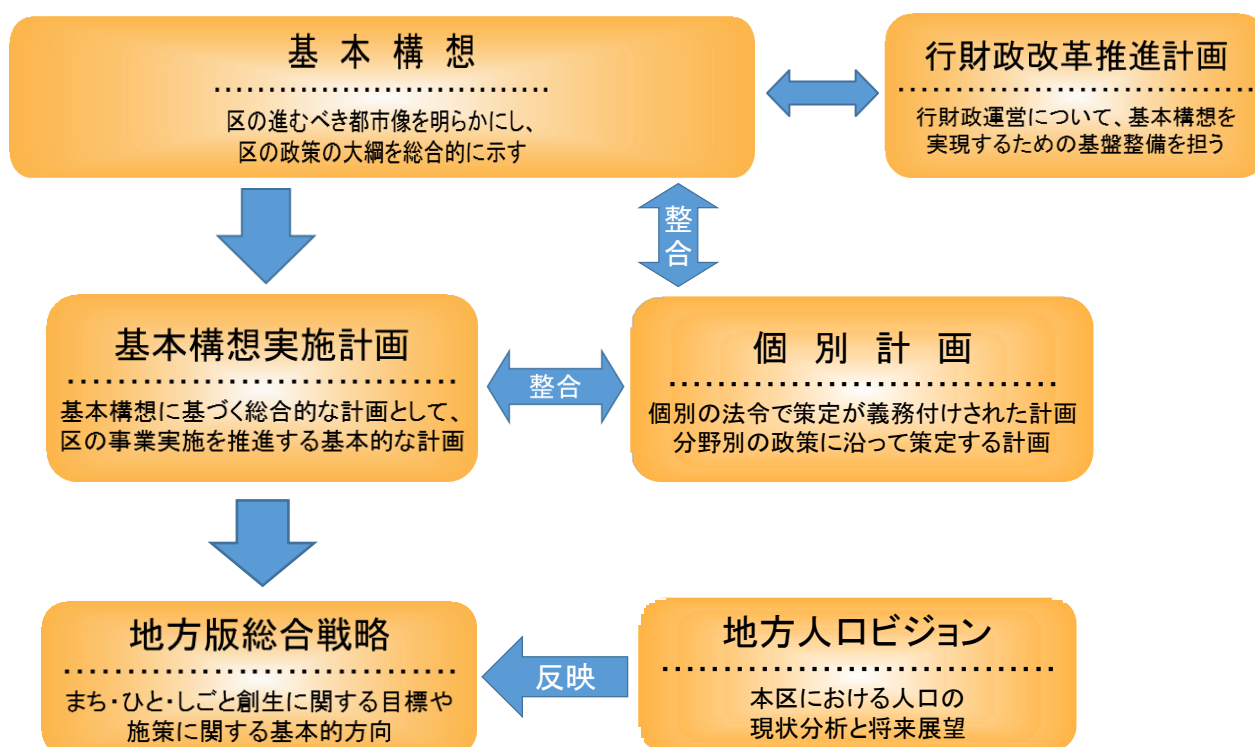 基本構想
区の進むべき都市像を明らかにし、
区の政策の大綱を総合的に示す
行財政改革推進計画
行財政運営について、基本構想を
実現するための基盤整備を担う
整合
基本構想実施計画
基本構想に基づく総合的な計画として、
区の事業実施を推進する基本的な計画
整合
個別計画
個別の法令で策定が義務付けされた計画
分野別の政策に沿って策定する計画
地方版総合戦略
まち・ひと・しごと創生に関する目標や
施策に関する基本的方向
反映
地方人口ビジョン
本区における人口の
現状分析と将来展望